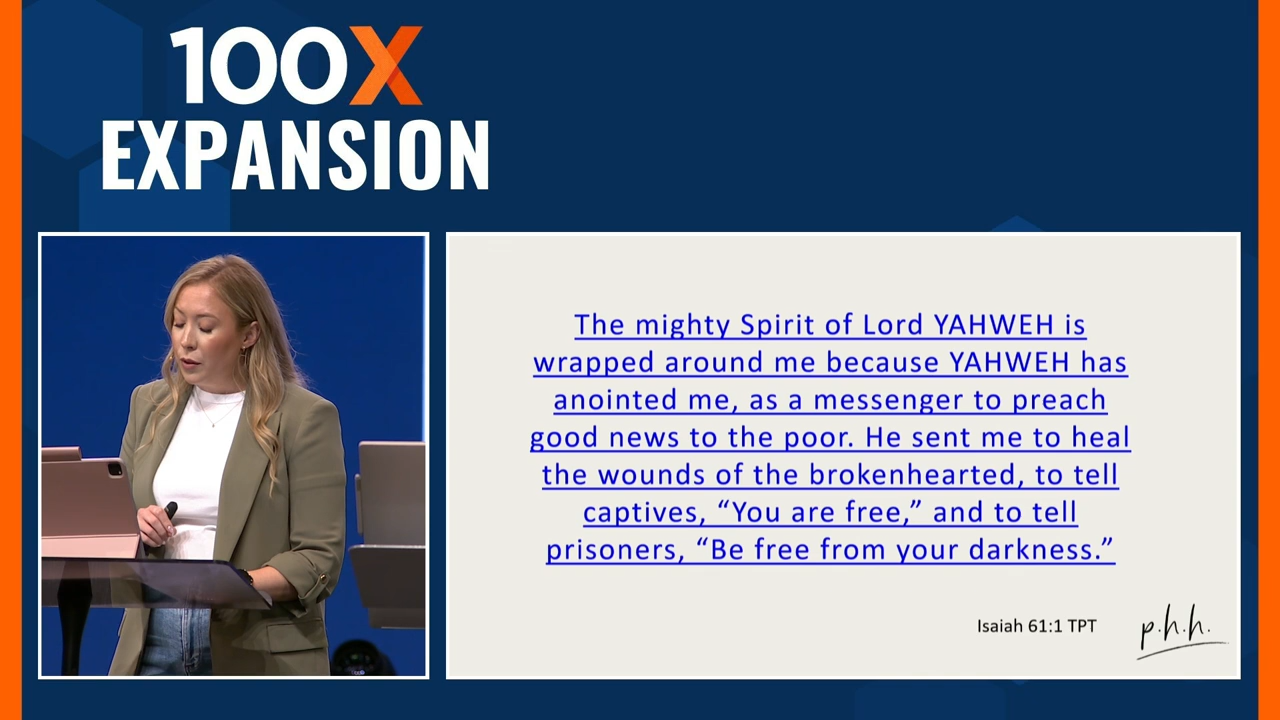 100X
EXPANSION
The mighty Spirit of Lord YAHWEH is
wrapped around me because YAHWEH has
anointed me, as a messenger to preach
good news to the poor. He sent me to heal
the wounds of the brokenhearted, to tell
captives, “You are free,” and to tell
prisoners, “Be free from your darkness.”
Isaiah 61:1 TPT
p.h.h.